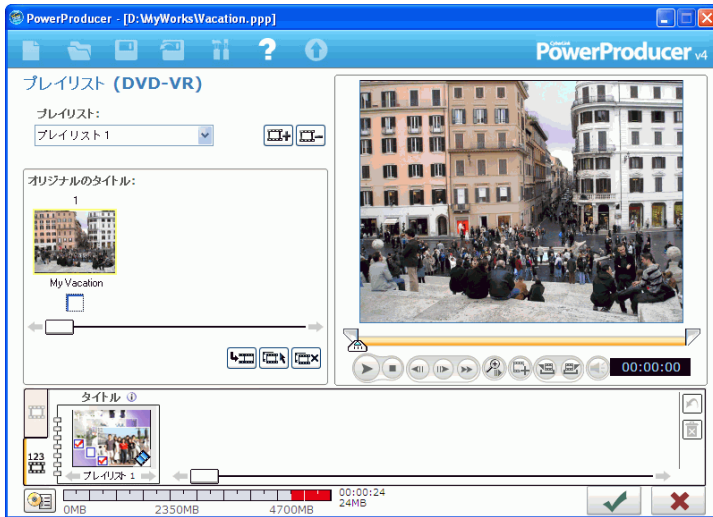 PowerProducer - [D:\MyWorks\Vacation.ppp]
?
CyberLink
PowerProducer v4
プレイリスト (DVD-VR)
プレイリスト:
プレイリスト 1
オリジナルのタイトル:
1
My Vacation
00:00:00
タイトル
プレイリスト 1
123
00:00:24
24MB
0MB
2350MB
4700MB